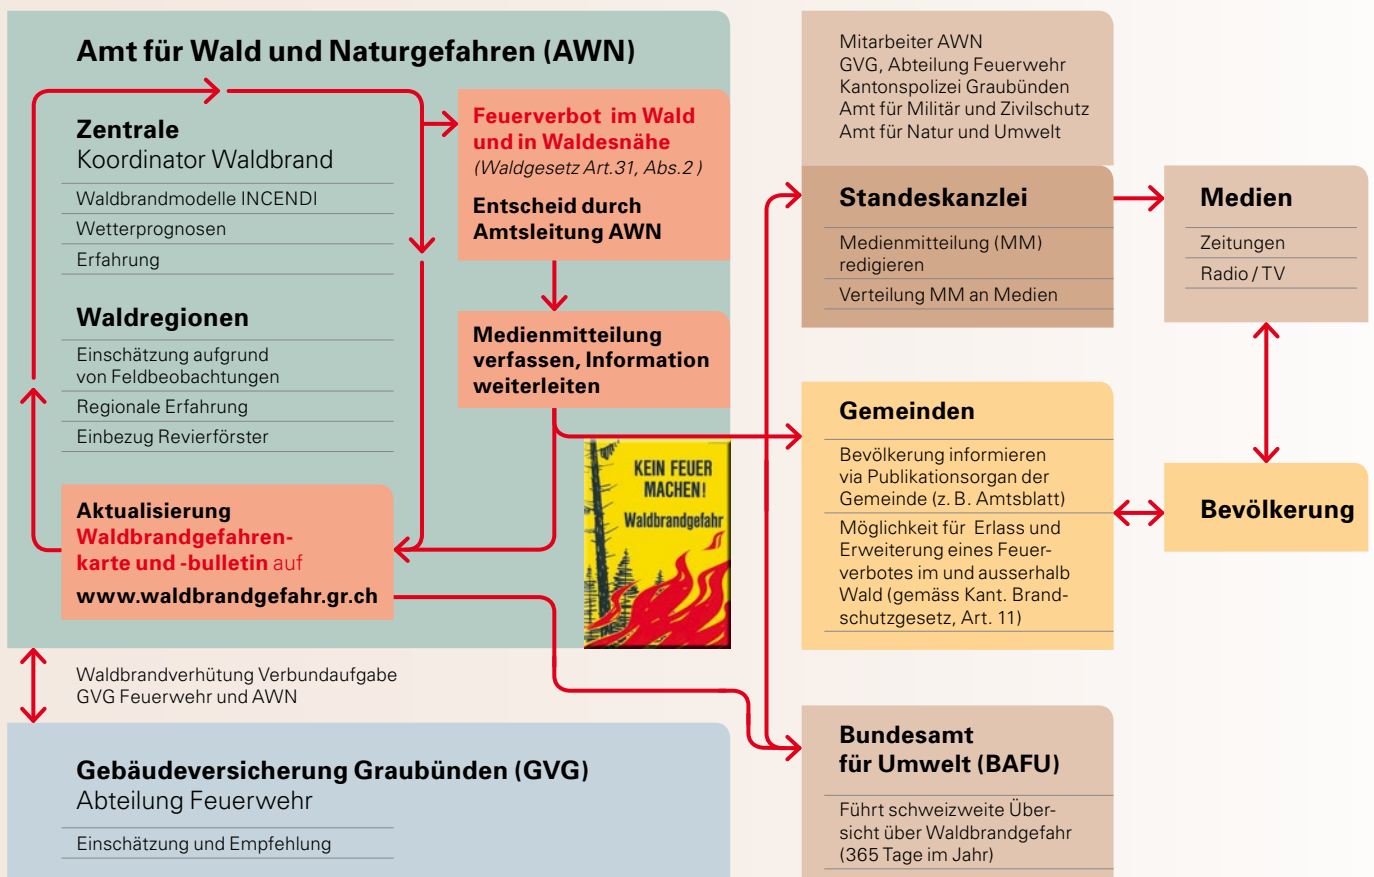 Amt für Wald und Naturgefahren (AWN)
Zentrale
Koordinator Waldbrand
Waldbrandmodelle INCENDI
Wetterprognosen
Erfahrung
Waldregionen
Einschätzung aufgrund
von Feldbeobachtungen
Regionale Erfahrung
Einbezug Revierförster
Aktualisierung
Waldbrandgefahren-
karte und -bulletin auf
www.waldbrandgefahr.gr.ch
Feuerverbot im Wald
und in Waldesnähe
(Waldgesetz Art.31, Abs.2 )
Entscheid durch
Amtsleitung AWN
Medienmitteilung
verfassen, Information
weiterleiten
KEIN FEUER
MACHEN!
Waldbrandgefahr
Waldbrandverhütung Verbundaufgabe
GVG Feuerwehr und AWN
Gebäudeversicherung Graubünden (GVG)
Abteilung Feuerwehr
Einschätzung und Empfehlung
Mitarbeiter AWN
GVG, Abteilung Feuerwehr
Kantonspolizei Graubünden
Amt für Militär und Zivilschutz
Amt für Natur und Umwelt
Standeskanzlei
Medienmitteilung (MM)
redigieren
Verteilung MM an Medien
Medien
Zeitungen
Radio / TV
Gemeinden
Bevölkerung informieren
via Publikationsorgan der
Gemeinde (z. B. Amtsblatt)
Möglichkeit für Erlass und
Erweiterung eines Feuer-
verbotes im und ausserhalb
Wald (gemäss Kant. Brand-
schutzgesetz, Art. 11)
Bevölkerung
Bundesamt
für Umwelt (BAFU)
Führt schweizweite Über-
sicht über Waldbrandgefahr
(365 Tage im Jahr)